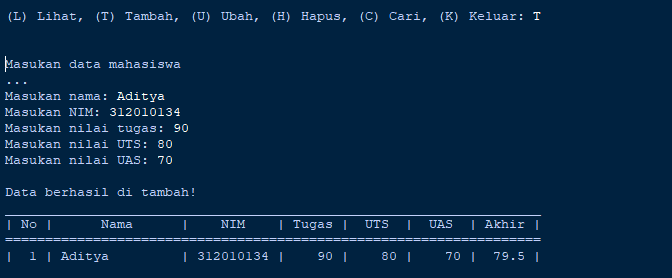 (L) Lihat, (T) Tambah, (U) Ubah, (H) Hapus, (C) Cari, (K) Keluar: T
Masukan data mahasiswa
...
Masukan nama: Aditya
Masukan NIM: 312010134
Masukan nilai tugas: 90
Masukan nilai UTS: 80
Masukan nilai UAS: 70
Data berhasil di tambah!
| No | Nama | NIM | Tugas | UTS | UAS | Akhir |
===================================================================
| 1 | Aditya | 312010134 | 90 | 80 | 70 | 79.5 |